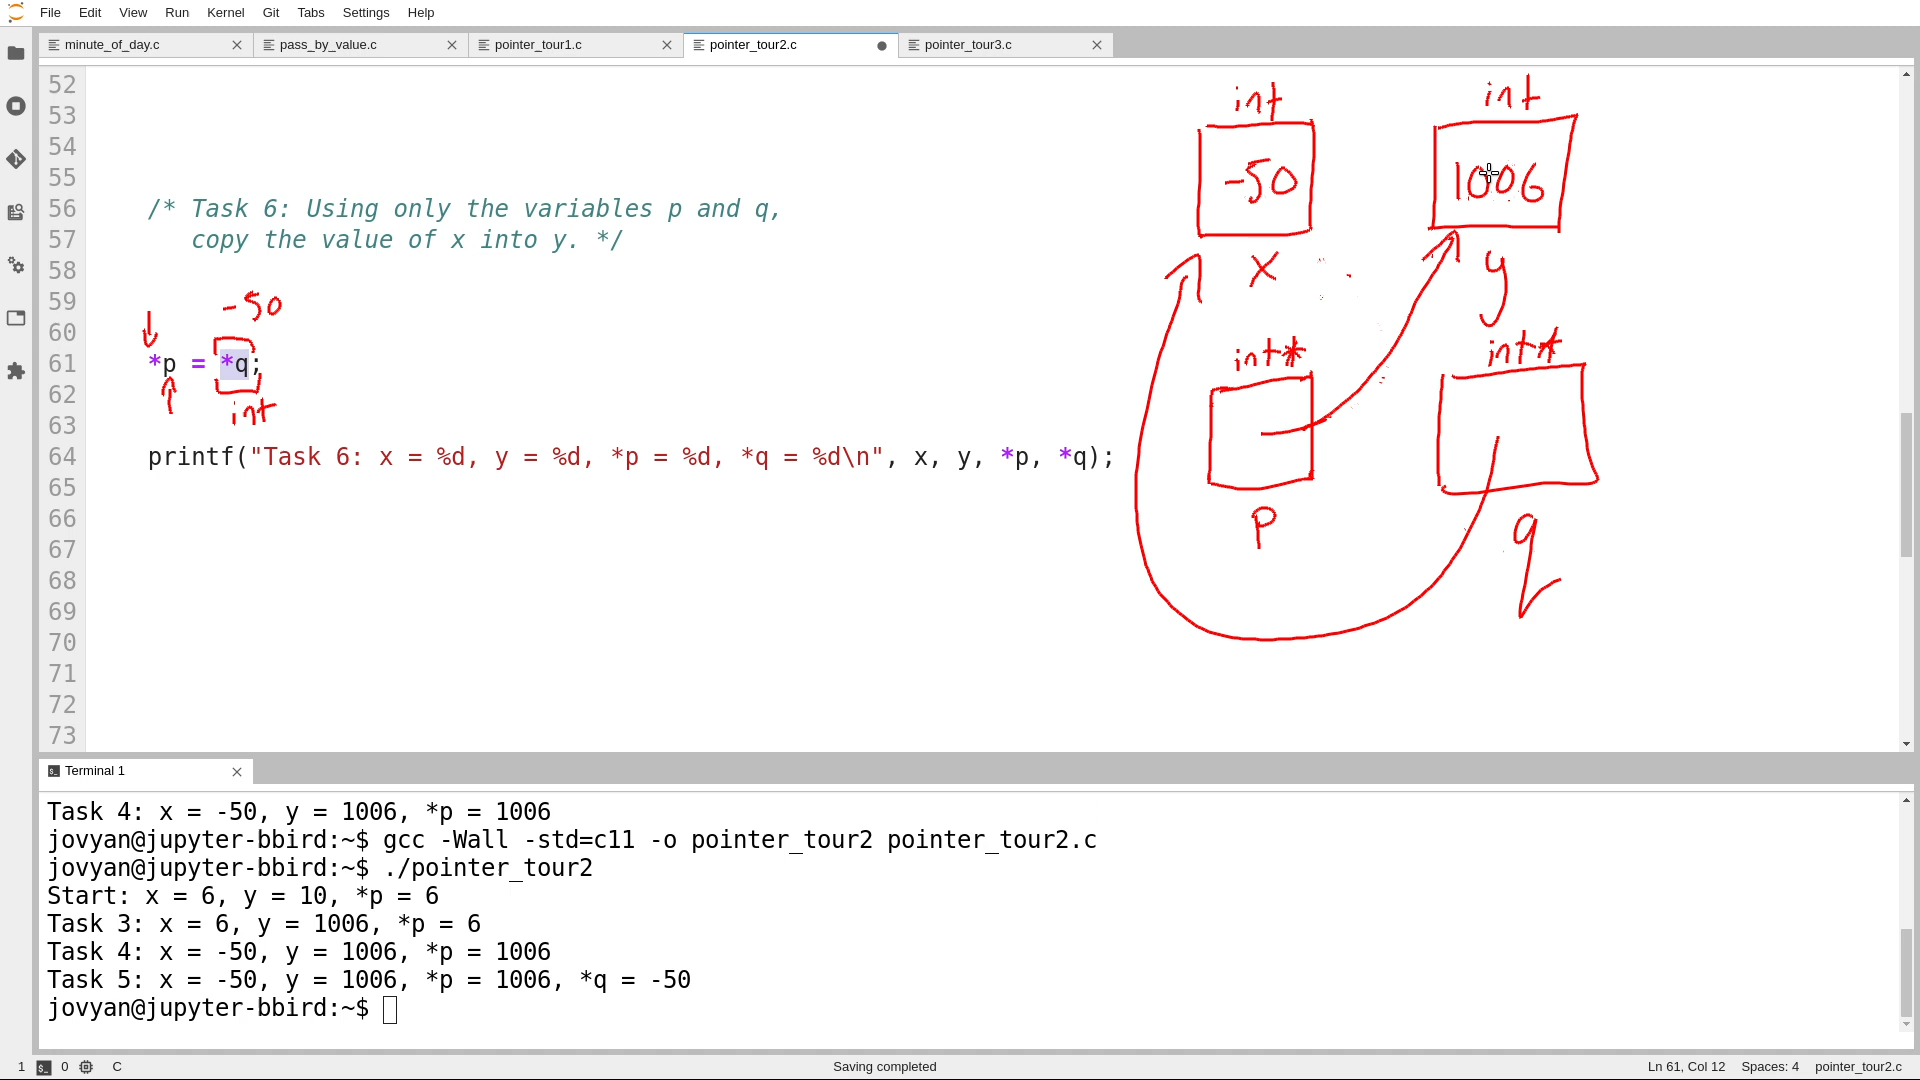 File Edit View Run Kernel Git Tabs Settings Help
minute_of_day.c pass_by_value.c pointer_tour1.c pointer_tour2.c pointer_tour3.c
52
53
54
55
56 /* Task 6: Using only the variables p and q,
57 copy the value of x into y. */
58
59
60
61 *p = *q;
62
63
64 printf("Task 6: x = %d, y = %d, *p = %d, *q = %d\n", x, y, *p, *q);
65
66
67
68
69
70
71
72
73
-50
int
int int
-50 1006
x y
int* int*
p q
Terminal 1
Task 4: x = -50, y = 1006, *p = 1006
jovyan@jupyter-bbird:~$ gcc -Wall -std=c11 -o pointer_tour2 pointer_tour2.c
jovyan@jupyter-bbird:~$ ./pointer_tour2
Start: x = 6, y = 10, *p = 6
Task 3: x = 6, y = 1006, *p = 6
Task 4: x = -50, y = 1006, *p = 1006
Task 5: x = -50, y = 1006, *p = 1006, *q = -50
jovyan@jupyter-bbird:~$
1 0 C Saving completed Ln 61, Col 12 Spaces: 4 pointer_tour2.c